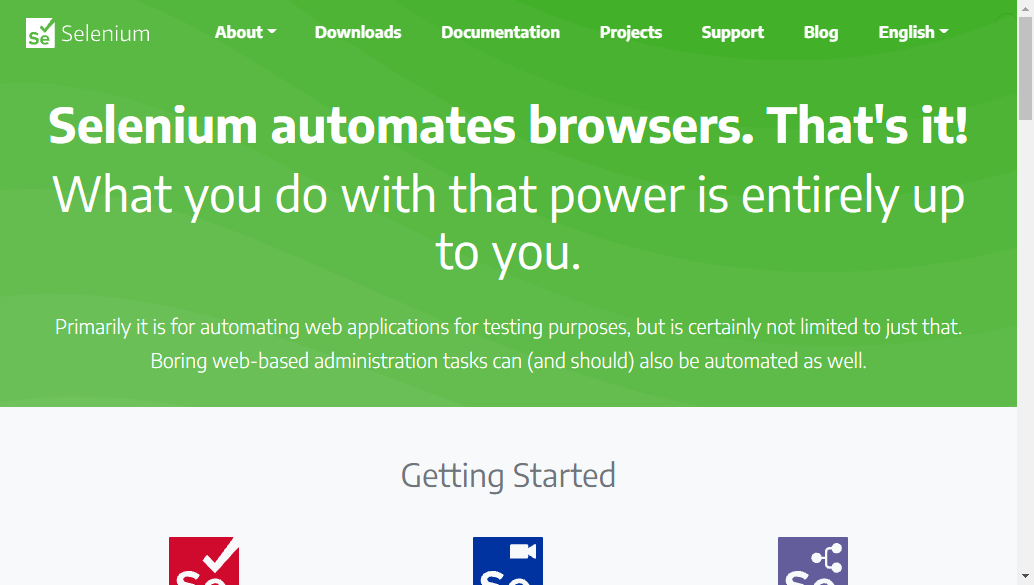 Se Selenium About Downloads Documentation Projects Support Blog English
Selenium automates browsers. That's it!
What you do with that power is entirely up
to you.
Primarily it is for automating web applications for testing purposes, but is certainly not limited to just that.
Boring web-based administration tasks can (and should) also be automated as well.
Getting Started
Se Se Se